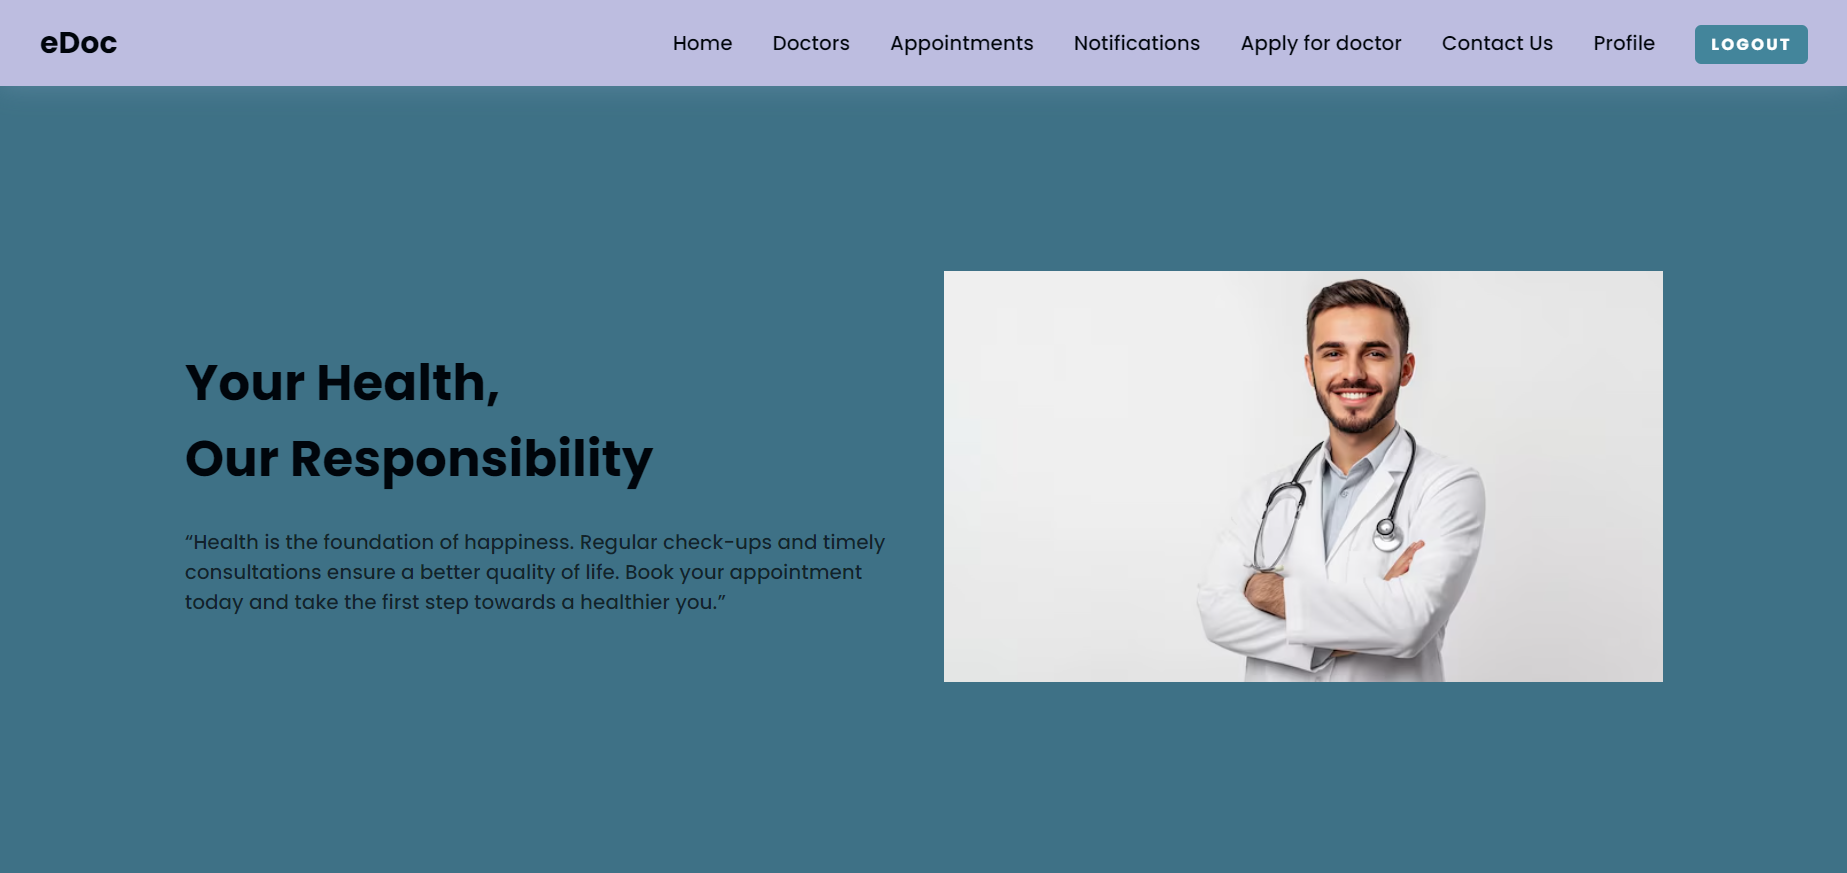 eDoc
Home Doctors Appointments Notifications Apply for doctor Contact Us Profile LOGOUT
Your Health,
Our Responsibility
“Health is the foundation of happiness. Regular check-ups and timely
consultations ensure a better quality of life. Book your appointment
today and take the first step towards a healthier you.”